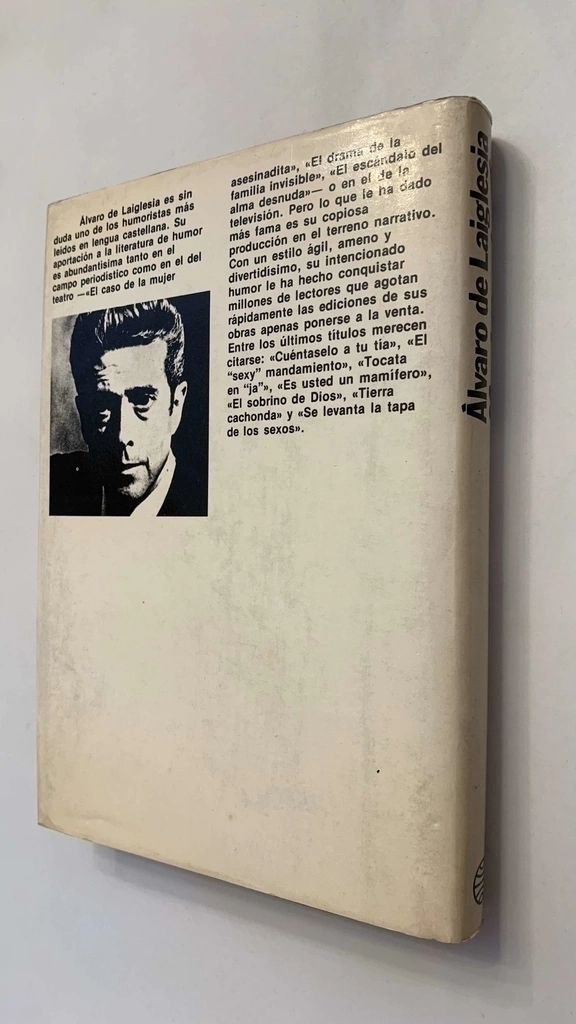 Álvaro de Laiglesia es sin
duda uno de los humoristas más
leídos en lengua castellana. Su
aportación a la literatura de humor
es abundantísima tanto en el
campo periodístico como en el del
teatro —«El caso de la mujer
asesinadita», «El drama de la
familia invisible», «El escándalo del
alma desnuda»— o en el de la
televisión. Pero lo que le ha dado
más fama es su copiosa
producción en el terreno narrativo.
Con un estilo ágil, ameno y
divertidísimo, su intencionado
humor le ha hecho conquistar
millones de lectores que agotan
rápidamente las ediciones de sus
obras apenas ponerse a la venta.
Entre los últimos títulos merecen
citarse: «Cuéntaselo a tu tía», «El
"sexy" mandamiento», «Tocata
en "ja"», «Es usted un mamífero»,
«El sobrino de Dios», «Tierra
cachonda» y «Se levanta la tapa
de los sexos».
Álvaro de Laiglesia